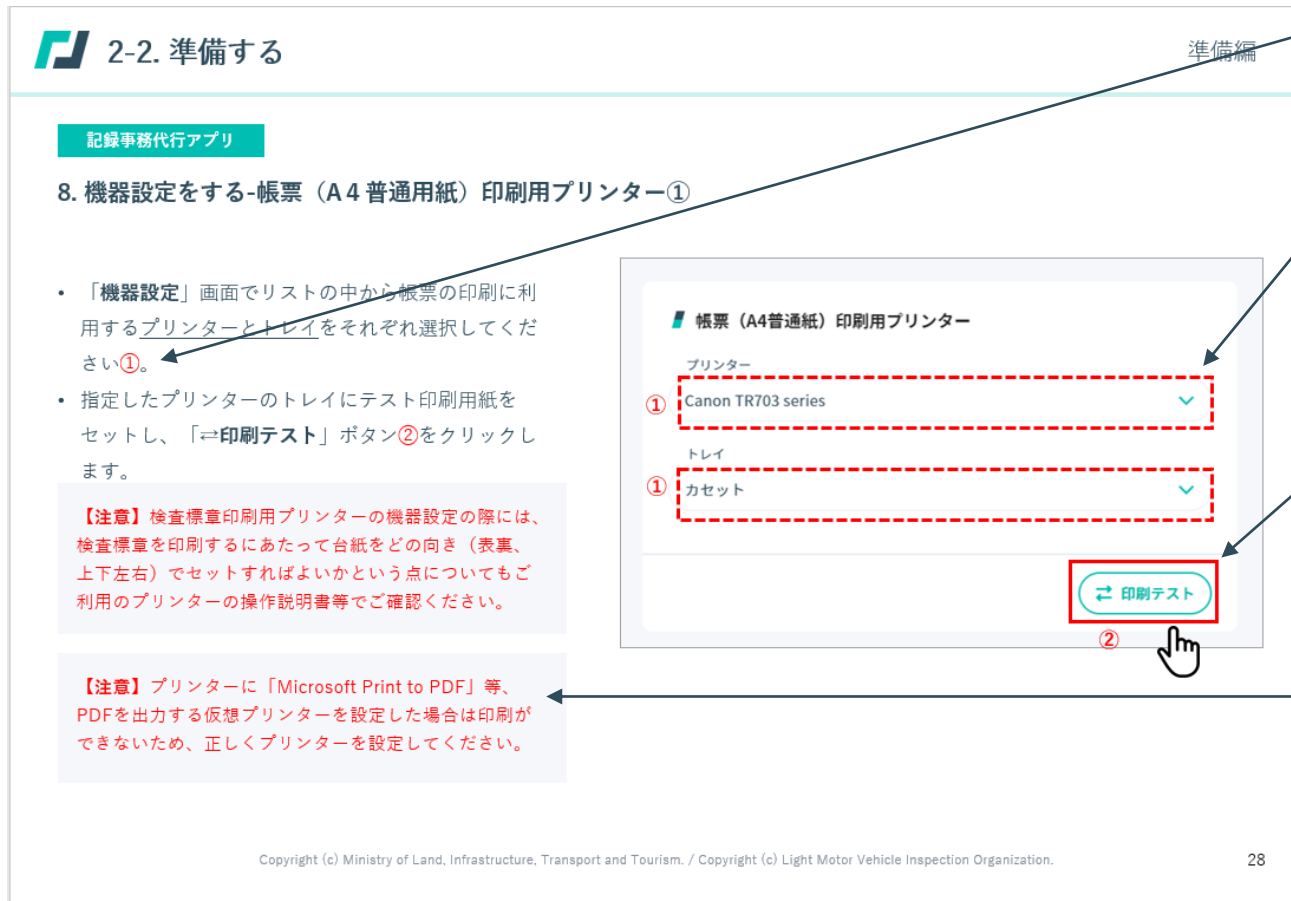 2-2. 準備する
準備編
記録事務代行アプリ
8. 機器設定をする-帳票（A４普通用紙）印刷用プリンター①
• 「機器設定」画面でリストの中から帳票の印刷に利
用するプリンターとトレイをそれぞれ選択してくだ
さい①。
• 指定したプリンターのトレイにテスト印刷用紙を
セットし、「⇄印刷テスト」ボタン②をクリックし
ます。
【注意】検査標章印刷用プリンターの機器設定の際には、
検査標章を印刷するにあたって台紙をどの向き（表裏、
上下左右）でセットすればよいかという点についてもご
利用のプリンターの操作説明書等でご確認ください。
【注意】プリンターに「Microsoft Print to PDF」等、
PDFを出力する仮想プリンターを設定した場合は印刷が
できないため、正しくプリンターを設定してください。
帳票（A4普通紙）印刷用プリンター
プリンター
① Canon TR703 series
トレイ
① カセット
⇄ 印刷テスト
②
Copyright (c) Ministry of Land, Infrastructure, Transport and Tourism. / Copyright (c) Light Motor Vehicle Inspection Organization.
28